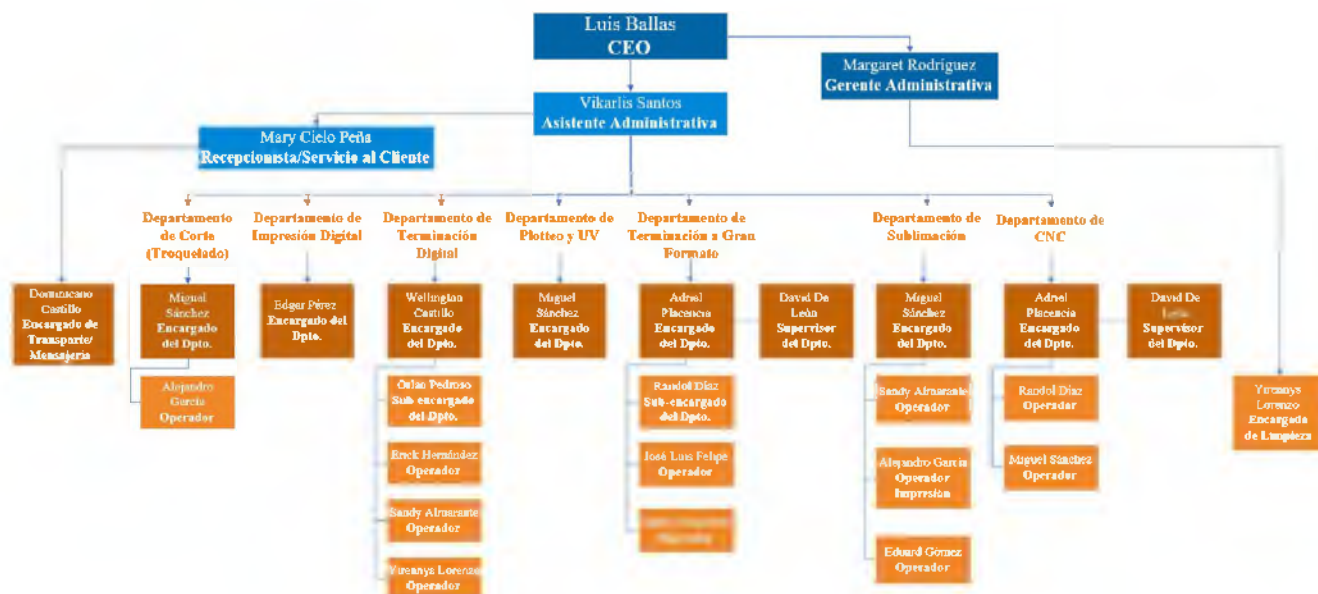 Luis Ballas
CEO
Margaret Rodríguez
Gerente Administrativa
Vikarlis Santos
Asistente Administrativa
Mary Cielo Peña
Recepcionista/Servicio al Cliente
Departamento
de Corte
(Troquelado)
Departamento de
Impresión Digital
Departamento de
Terminación
Digital
Departamento de
Plotteo y UV
Departamento de
Terminación a Gran
Formato
Departamento de
Sublimación
Departamento de
CNC
Dominicano
Castillo
Encargado de
Transporte/
Mensajería
Miguel
Sánchez
Encargado
del Dpto.
Edgar Pérez
Encargado del
Dpto.
Wellington
Castillo
Encargado
del Dpto.
Miguel
Sánchez
Encargado
del Dpto.
Adriel
Placencia
Encargado
del Dpto.
David De
León
Supervisor
del Dpto.
Miguel
Sánchez
Encargado
del Dpto.
Adriel
Placencia
Encargado
del Dpto.
David De
Supervisor
del Dpto.
Alejandro
García
Operador
Pedroso
Sub-encargado
del Dpto.
Erick Hernández
Operador
Sandy Almarante
Operador
Yurennys Lorenzo
Operador
Randol Díaz
Sub-encargado
del Dpto.
José Luis Felipe
Operador
Sandy Almarante
Operador
Alejandro García
Operador
Impresión
Eduard Gómez
Operador
Randol Díaz
Operador
Miguel Sánchez
Operador
Yurennys
Lorenzo
Encargada
de Limpieza